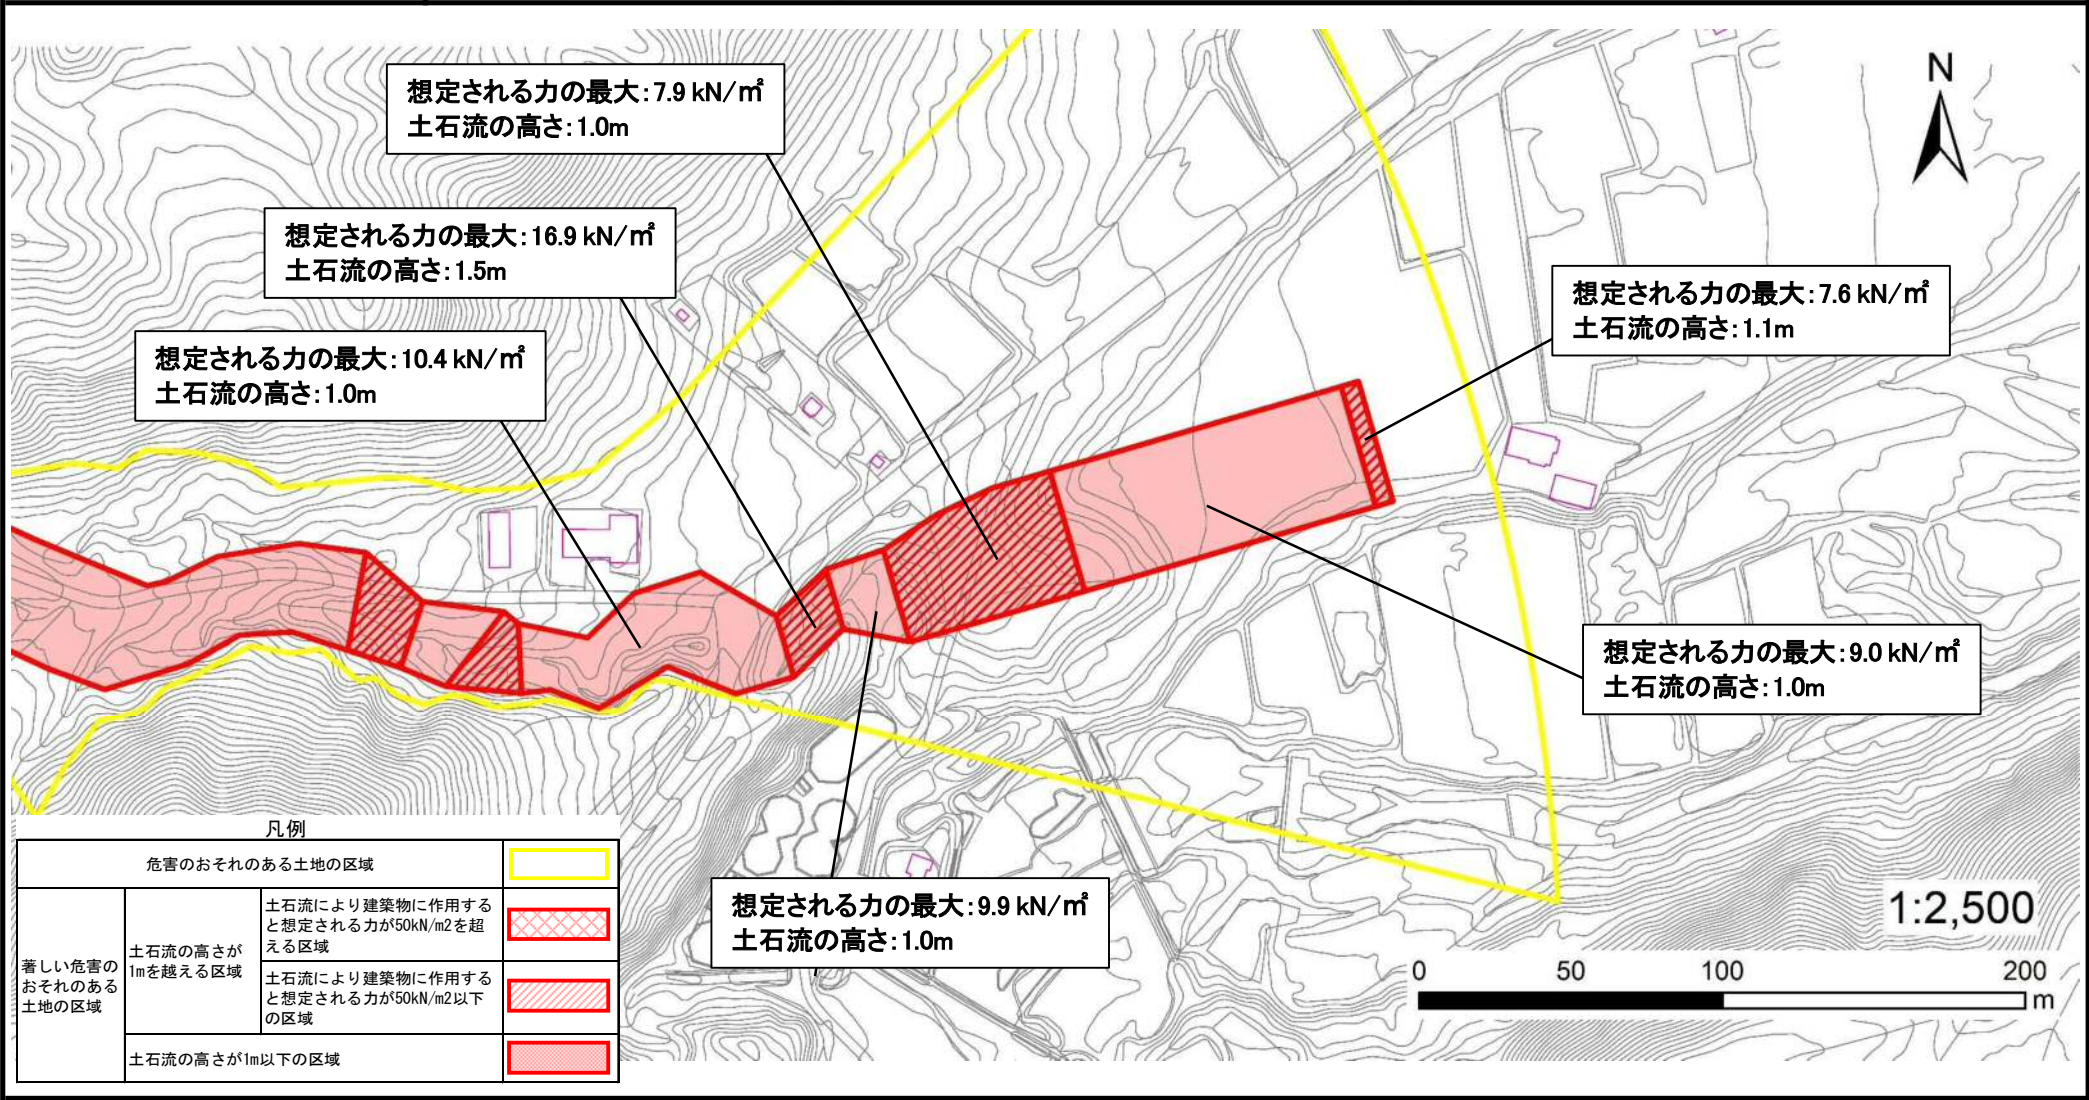 想定される力の最大:7.9 kN/㎡
土石流の高さ:1.0m
N
想定される力の最大:16.9 kN/㎡
土石流の高さ:1.5m
想定される力の最大:7.6 kN/㎡
土石流の高さ:1.1m
想定される力の最大:10.4 kN/㎡
土石流の高さ:1.0m
想定される力の最大:9.0 kN/㎡
土石流の高さ:1.0m
想定される力の最大:9.9 kN/㎡
土石流の高さ:1.0m
1:2,500
0 50 100 200
m
凡例
危害のおそれのある土地の区域
著しい危害の
おそれのある
土地の区域
土石流の高さが
1mを越える区域
土石流により建築物に作用する
と想定される力が50kN/m2を超
える区域
土石流により建築物に作用する
と想定される力が50kN/m2以下
の区域
土石流の高さが1m以下の区域